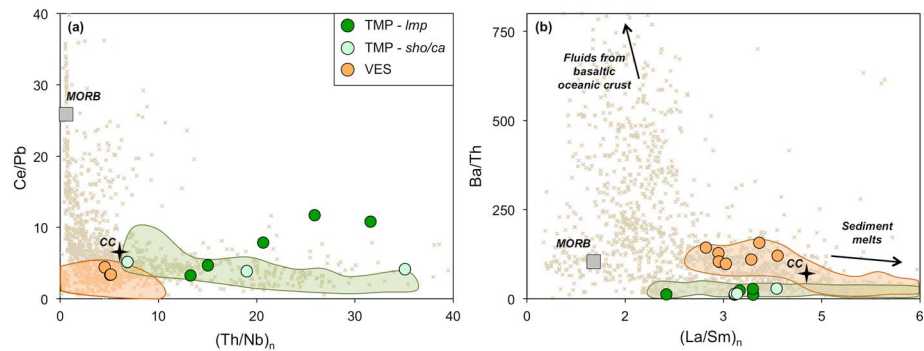 (a)
TMP - lmp
TMP - sho/ca
VES
MORB
CC
40
30
20
10
0
Ce/Pb
0
10
20
30
40
(Th/Nb)n
(b)
Fluids from
basaltic
oceanic crust
MORB
CC
Sediment
melts
750
500
250
0
Ba/Th
0
2
3
5
6
(La/Sm)n